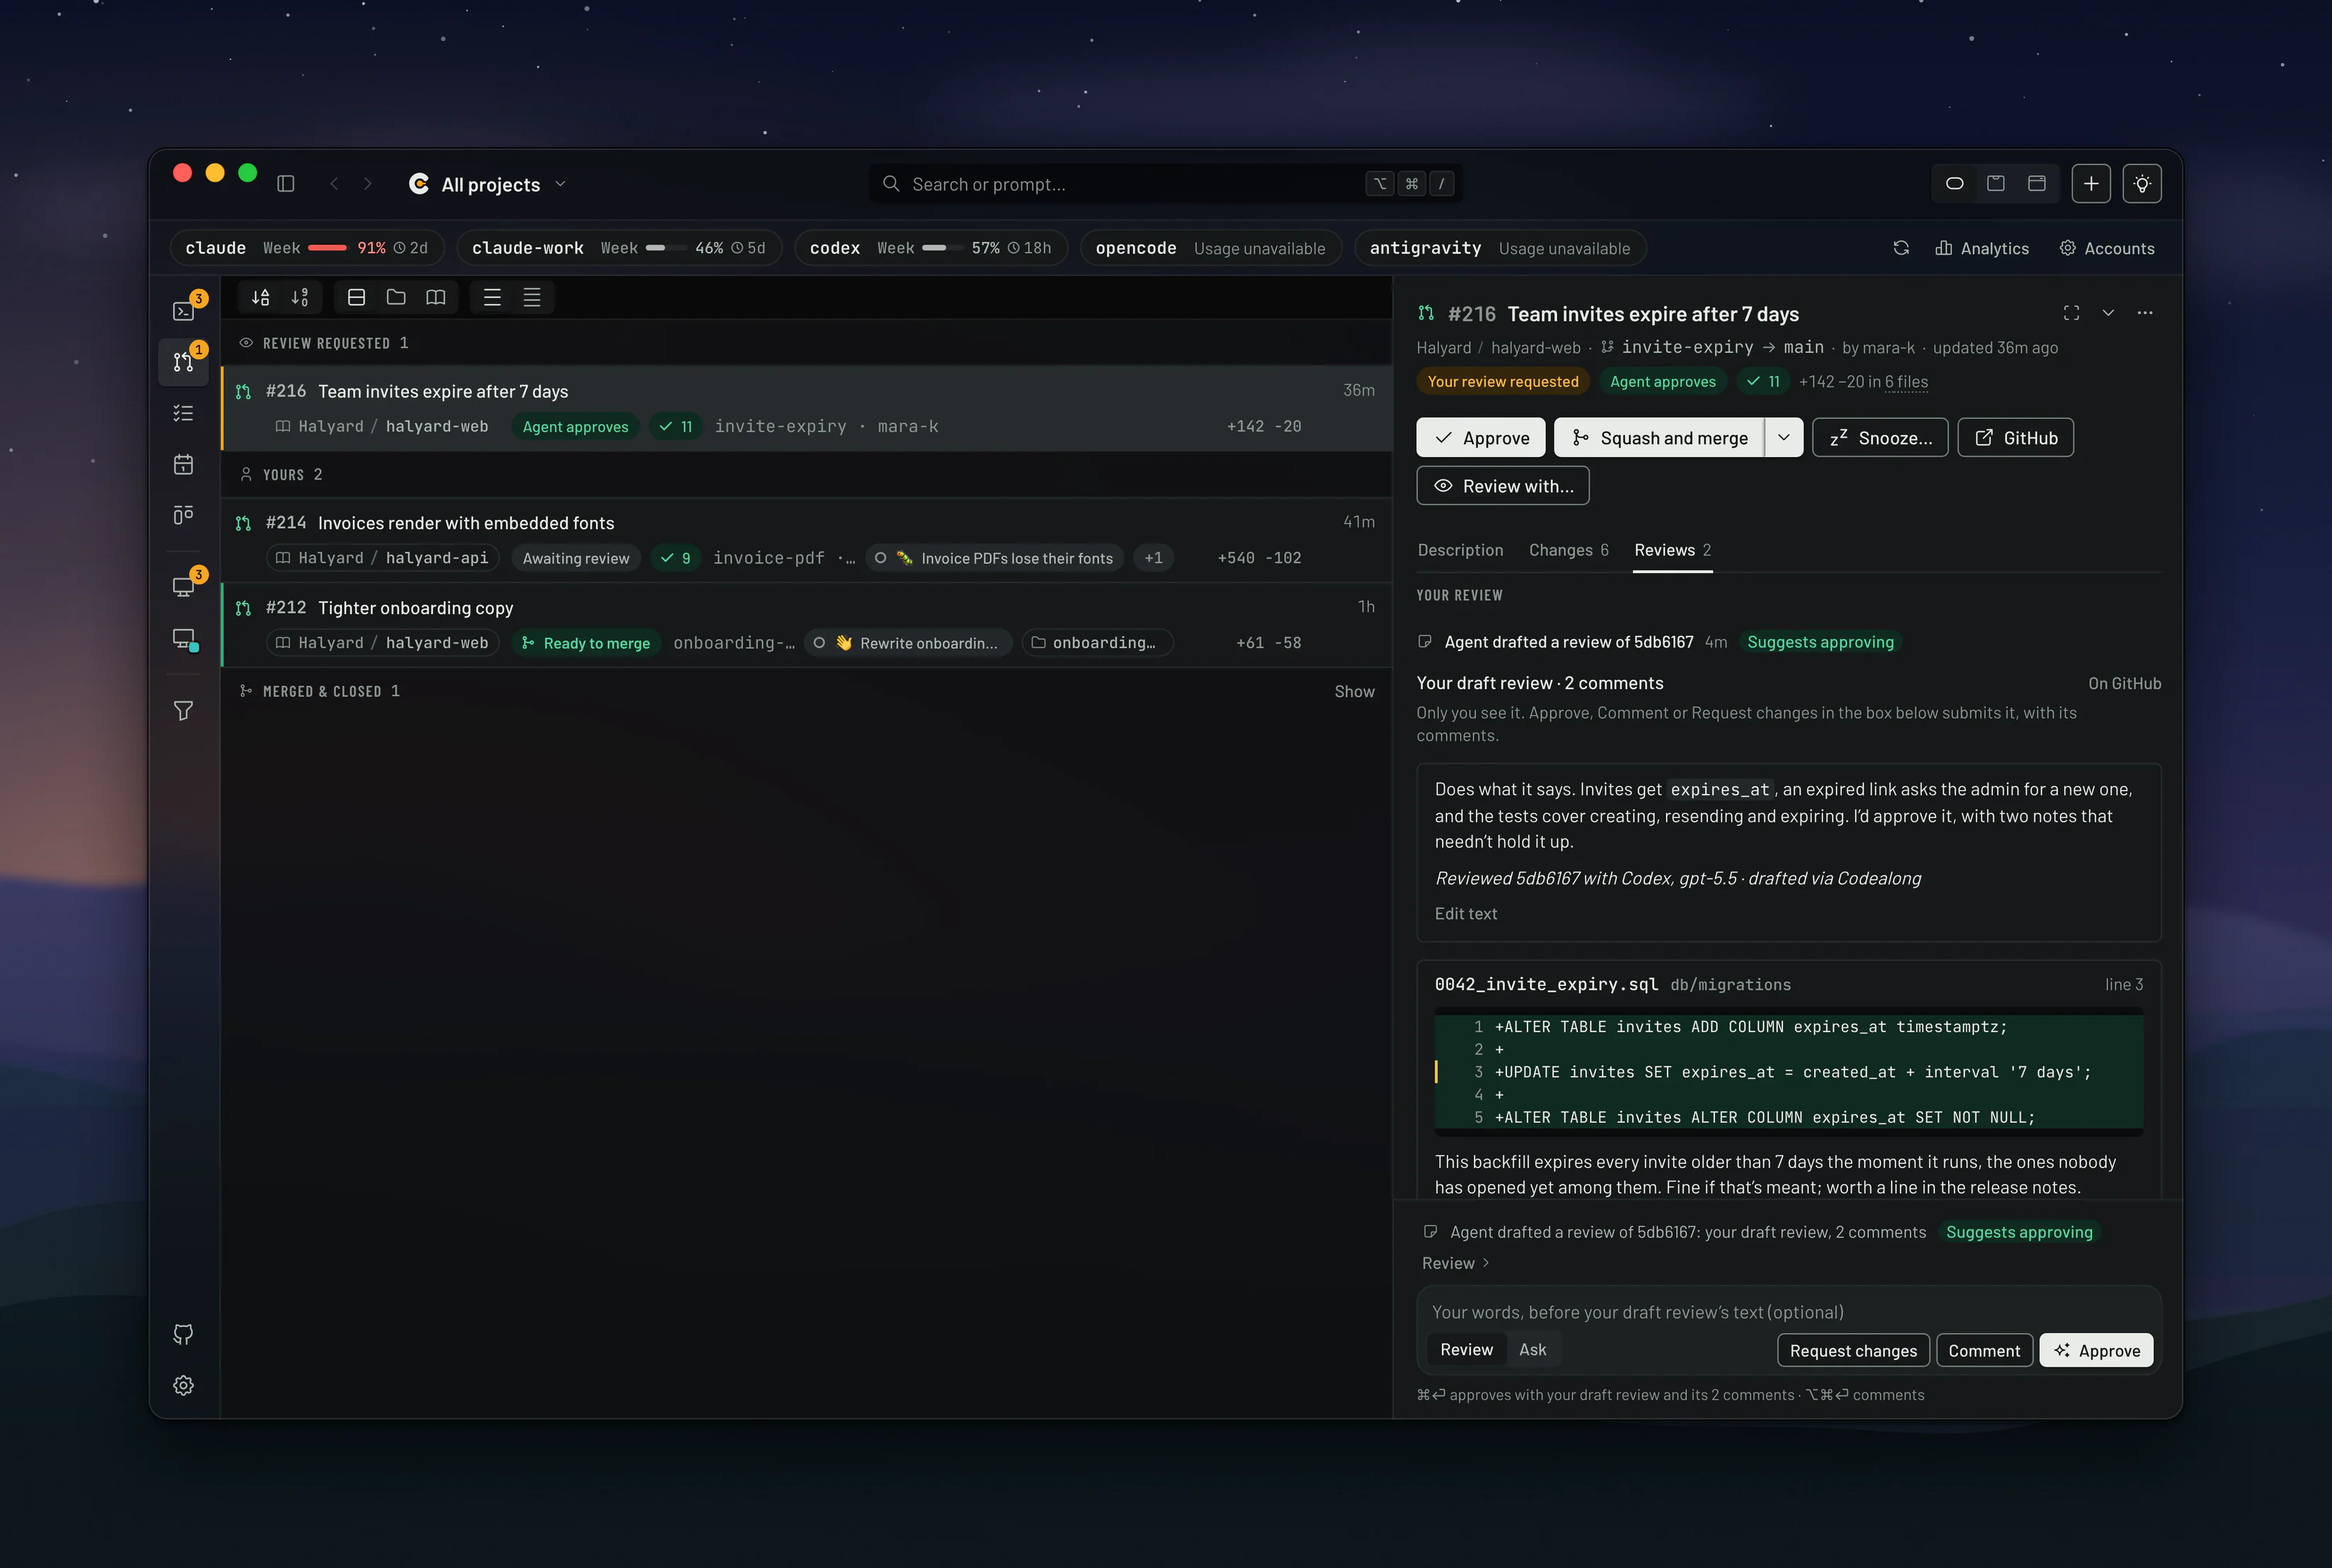 All projects
Search or prompt...
⌥ ⌘ /
claude Week 91% 2d
claude-work Week 46% 5d
codex Week 57% 18h
opencode Usage unavailable
antigravity Usage unavailable
Analytics
Accounts
3
1
3
REVIEW REQUESTED 1
#216 Team invites expire after 7 days 36m
Halyard / halyard-web Agent approves ✓ 11 invite-expiry · mara-k +142 -20
YOURS 2
#214 Invoices render with embedded fonts 41m
Halyard / halyard-api Awaiting review ✓ 9 invoice-pdf ·… Invoice PDFs lose their fonts +1 +540 -102
#212 Tighter onboarding copy 1h
Halyard / halyard-web Ready to merge onboarding-… 👋 Rewrite onboardin… onboarding… +61 -58
MERGED & CLOSED 1 Show
#216 Team invites expire after 7 days
Halyard / halyard-web · invite-expiry → main · by mara-k · updated 36m ago
Your review requested Agent approves ✓ 11 +142 −20 in 6 files
Approve
Squash and merge
zZ Snooze...
GitHub
Review with...
Description
Changes 6
Reviews 2
YOUR REVIEW
Agent drafted a review of 5db6167 4m Suggests approving
Your draft review · 2 comments On GitHub
Only you see it. Approve, Comment or Request changes in the box below submits it, with its
comments.
Does what it says. Invites get expires_at, an expired link asks the admin for a new one,
and the tests cover creating, resending and expiring. I’d approve it, with two notes that
needn’t hold it up.
Reviewed 5db6167 with Codex, gpt-5.5 · drafted via Codealong
Edit text
0042_invite_expiry.sql db/migrations line 3
1 +ALTER TABLE invites ADD COLUMN expires_at timestamptz;
2 +
3 +UPDATE invites SET expires_at = created_at + interval '7 days';
4 +
5 +ALTER TABLE invites ALTER COLUMN expires_at SET NOT NULL;
This backfill expires every invite older than 7 days the moment it runs, the ones nobody
has opened yet among them. Fine if that’s meant; worth a line in the release notes.
Agent drafted a review of 5db6167: your draft review, 2 comments Suggests approving
Review >
Your words, before your draft review’s text (optional)
Review
Ask
Request changes
Comment
Approve
⌘⏎ approves with your draft review and its 2 comments · ⌥⌘⏎ comments